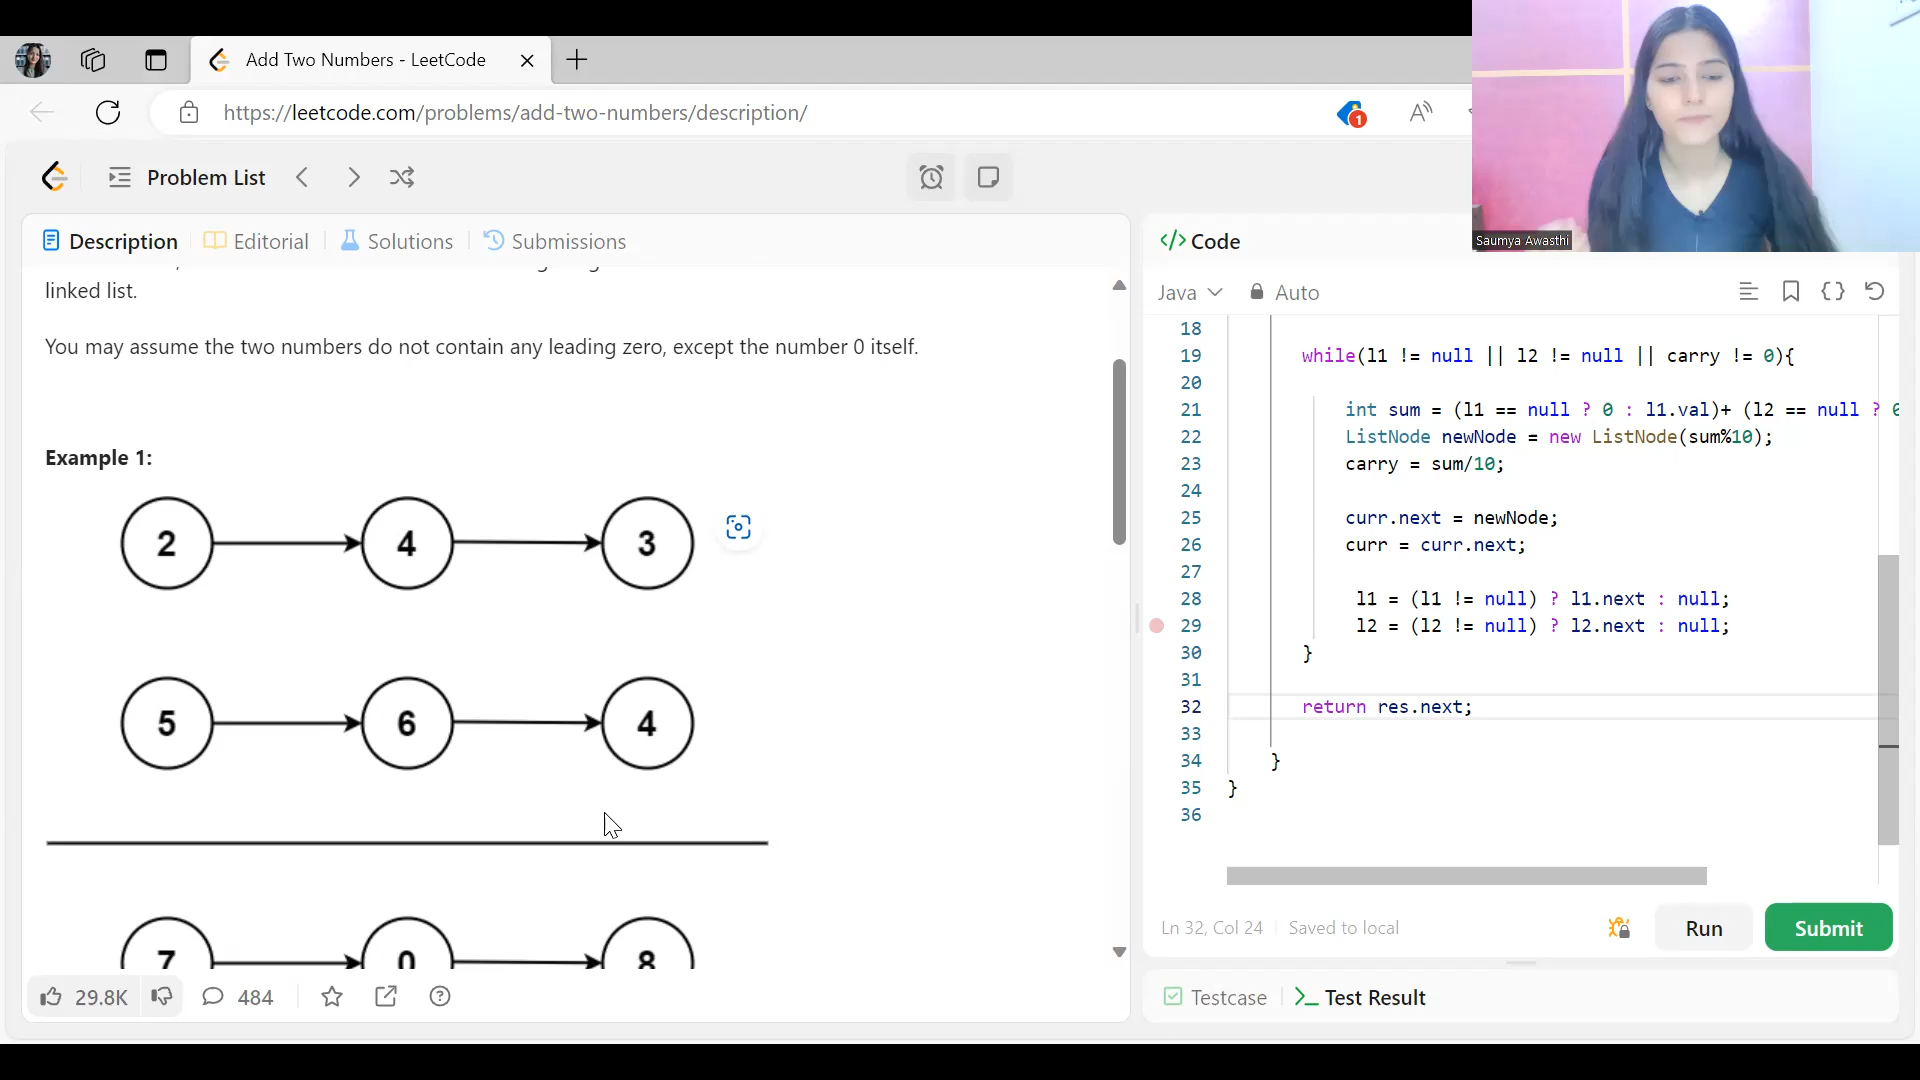 Add Two Numbers - LeetCode
https://leetcode.com/problems/add-two-numbers/description/
1
Saumya Awasthi
Problem List
Description
Editorial
Solutions
Submissions
linked list.
You may assume the two numbers do not contain any leading zero, except the number 0 itself.
Example 1:
2 4 3
5 6 4
7 0 8
29.8K
484
Code
Java
Auto
18
19 while(l1 != null || l2 != null || carry != 0){
20
21 int sum = (l1 == null ? 0 : l1.val)+ (l2 == null ? 0
22 ListNode newNode = new ListNode(sum%10);
23 carry = sum/10;
24
25 curr.next = newNode;
26 curr = curr.next;
27
28 l1 = (l1 != null) ? l1.next : null;
29 l2 = (l2 != null) ? l2.next : null;
30 }
31
32 return res.next;
33
34 }
35 }
36
Ln 32, Col 24
Saved to local
Run
Submit
Testcase
Test Result